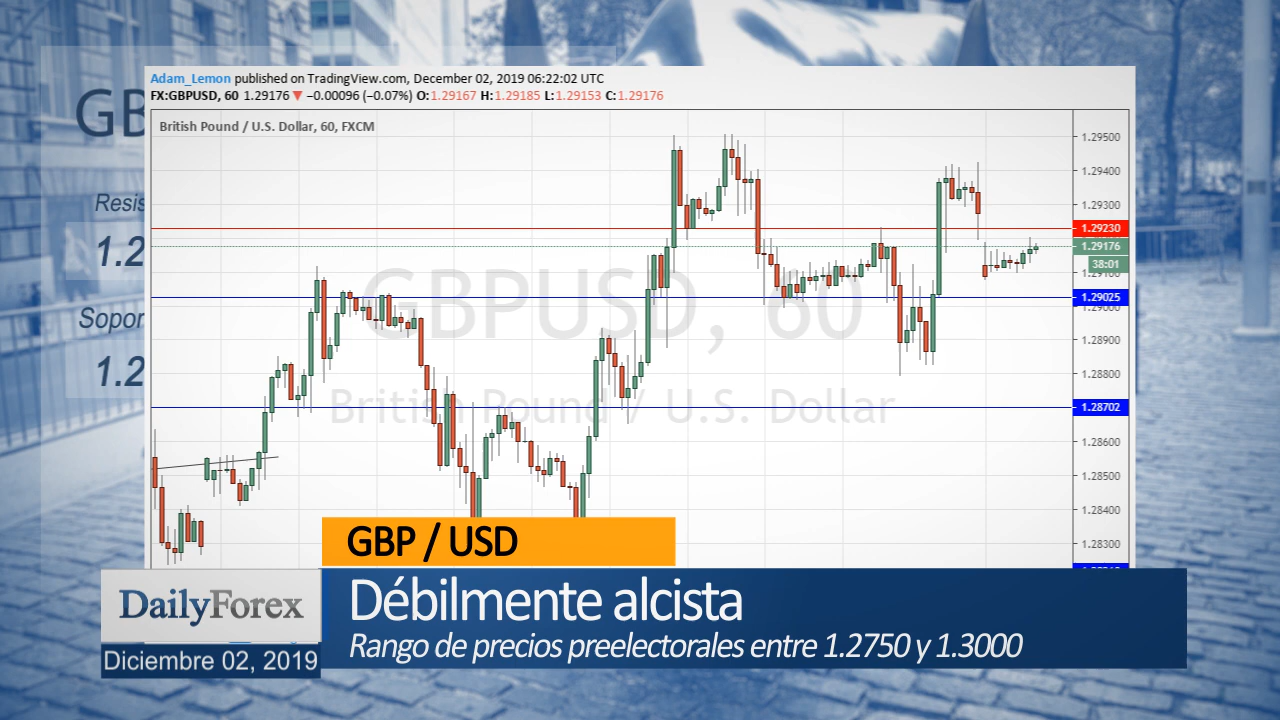 Adam_Lemon published on TradingView.com, December 02, 2019 06:22:02 UTC
FX:GBPUSD, 60 1.29176 ▼ −0.00096 (−0.07%) O:1.29167 H:1.29185 L:1.29153 C:1.29176
British Pound / U.S. Dollar, 60, FXCM
GB
Resis
1.2
Sopor
1.2
GBPUSD, 60
British Pound / U.S. Dollar
1.29500
1.29400
1.29300
1.29230
1.29176
38:01
1.29100
1.29025
1.29000
1.28900
1.28800
1.28702
1.28600
1.28500
1.28400
1.28300
GBP / USD
DailyForex
Débilmente alcista
Rango de precios preelectorales entre 1.2750 y 1.3000
Diciembre 02, 2019